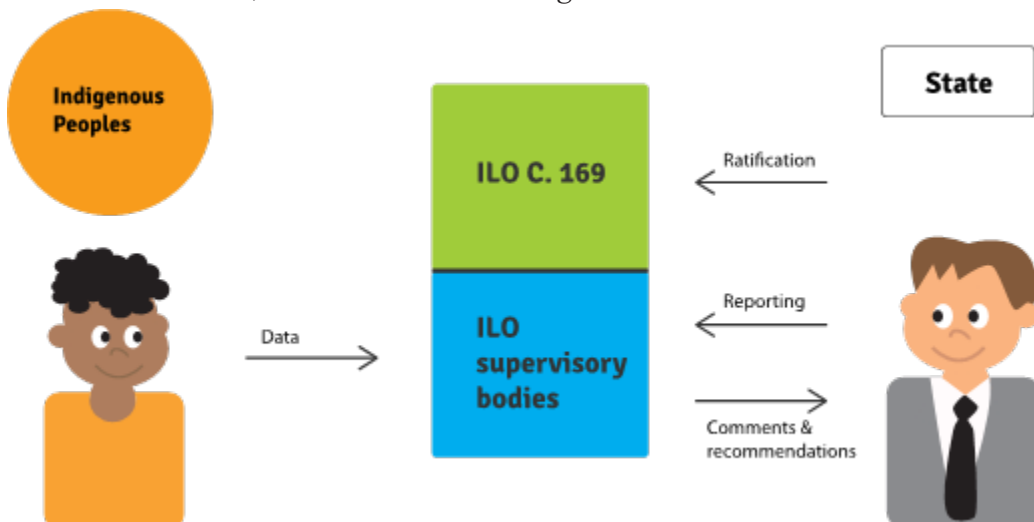 Indigenous
Peoples
State
ILO C. 169
Ratification
Reporting
Data
ILO
supervisory
bodies
Comments &
recommendations